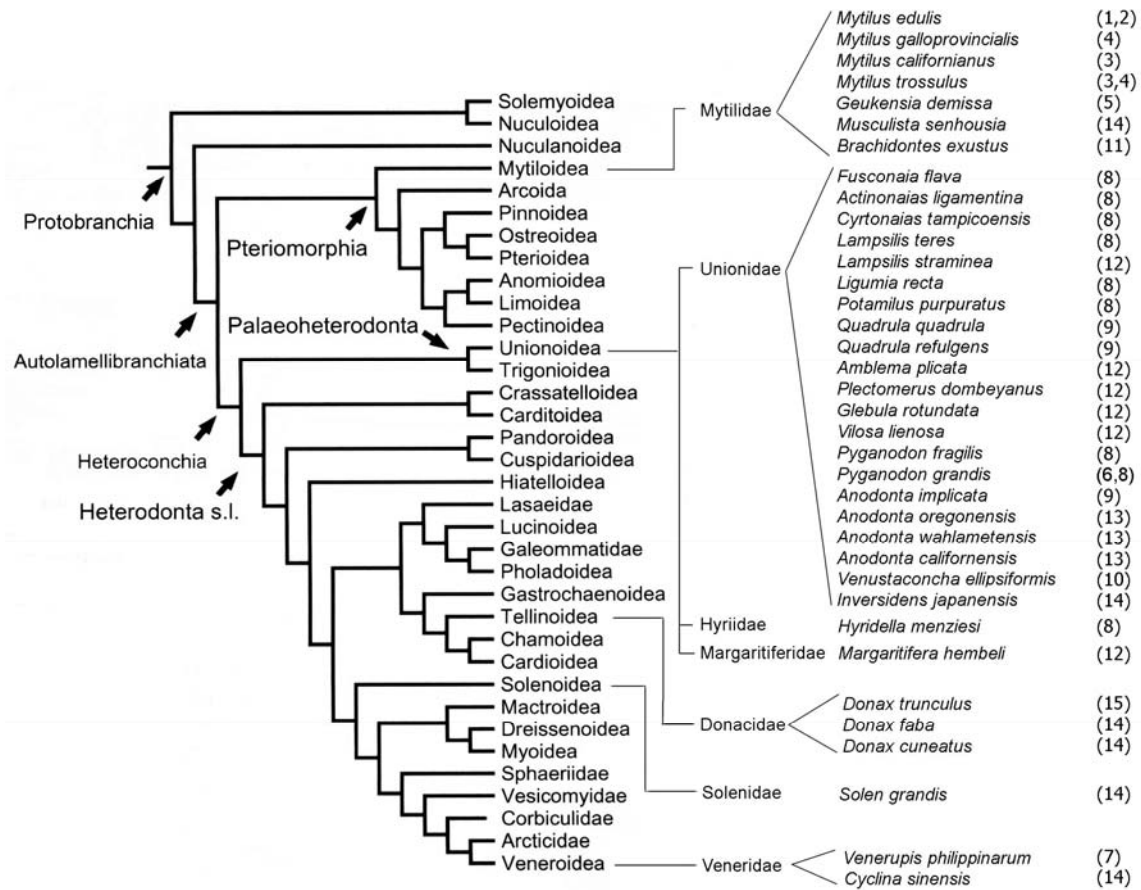 Protobranchia
Autolamellibranchiata
Pteriomorphia
Palaeoheterodonta
Heteroconchia
Heterodonta s.l.
Solemyoidea
Nuculoidea
Nuculanoidea
Mytiloidea
Arcoida
Pinnoidea
Ostreoidea
Pterioidea
Anomioidea
Limoidea
Pectinoidea
Unionoidea
Trigonioidea
Crassatelloidea
Carditoidea
Pandoroidea
Cuspidarioidea
Hiatelloidea
Lasaeidae
Lucinoidea
Galeommatidae
Pholadoidea
Gastrochaenoidea
Tellinoidea
Chamoidea
Cardioidea
Solenoidea
Mactroidea
Dreissenoidea
Myoidea
Sphaeriidae
Vesicomyidae
Corbiculidae
Arcticidae
Veneroidea
Mytilidae
Mytilus edulis (1,2)
Mytilus galloprovincialis (4)
Mytilus californianus (3)
Mytilus trossulus (3,4)
Geukensia demissa (5)
Musculista senhousia (14)
Brachidontes exustus (11)
Unionidae
Fusconaia flava (8)
Actinonaias ligamentina (8)
Cyrtonaias tampicoensis (8)
Lampsilis teres (8)
Lampsilis straminea (12)
Ligumia recta (8)
Potamilus purpuratus (8)
Quadrula quadrula (9)
Quadrula refulgens (9)
Amblema plicata (12)
Plectomerus dombeyanus (12)
Glebula rotundata (12)
Vilosa lienosa (12)
Pyganodon fragilis (8)
Pyganodon grandis (6,8)
Anodonta implicata (9)
Anodonta oregonensis (13)
Anodonta wahlametensis (13)
Anodonta californensis (13)
Venustaconcha ellipsiformis (10)
Inversidens japanensis (14)
Hyriidae Hyridella menziesi (8)
Margaritiferidae Margaritifera hembeli (12)
Donacidae
Donax trunculus (15)
Donax faba (14)
Donax cuneatus (14)
Solenidae Solen grandis (14)
Veneridae
Venerupis philippinarum (7)
Cyclina sinensis (14)